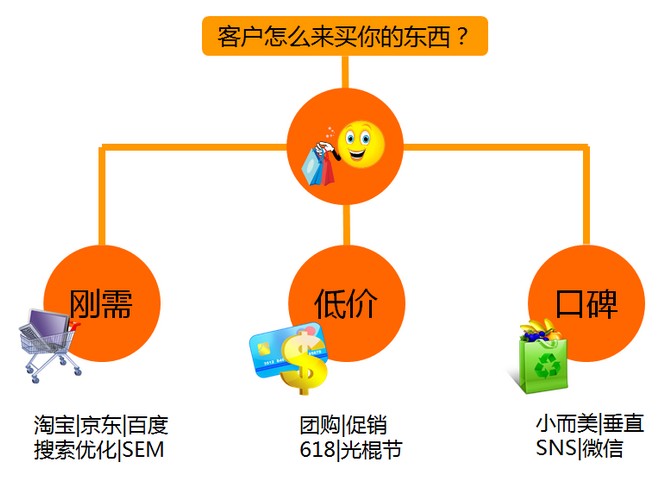 客户怎么来买你的东西？
刚需
低价
口碑
淘宝|京东|百度
搜索优化|SEM
团购|促销
618|光棍节
小而美|垂直
SNS|微信